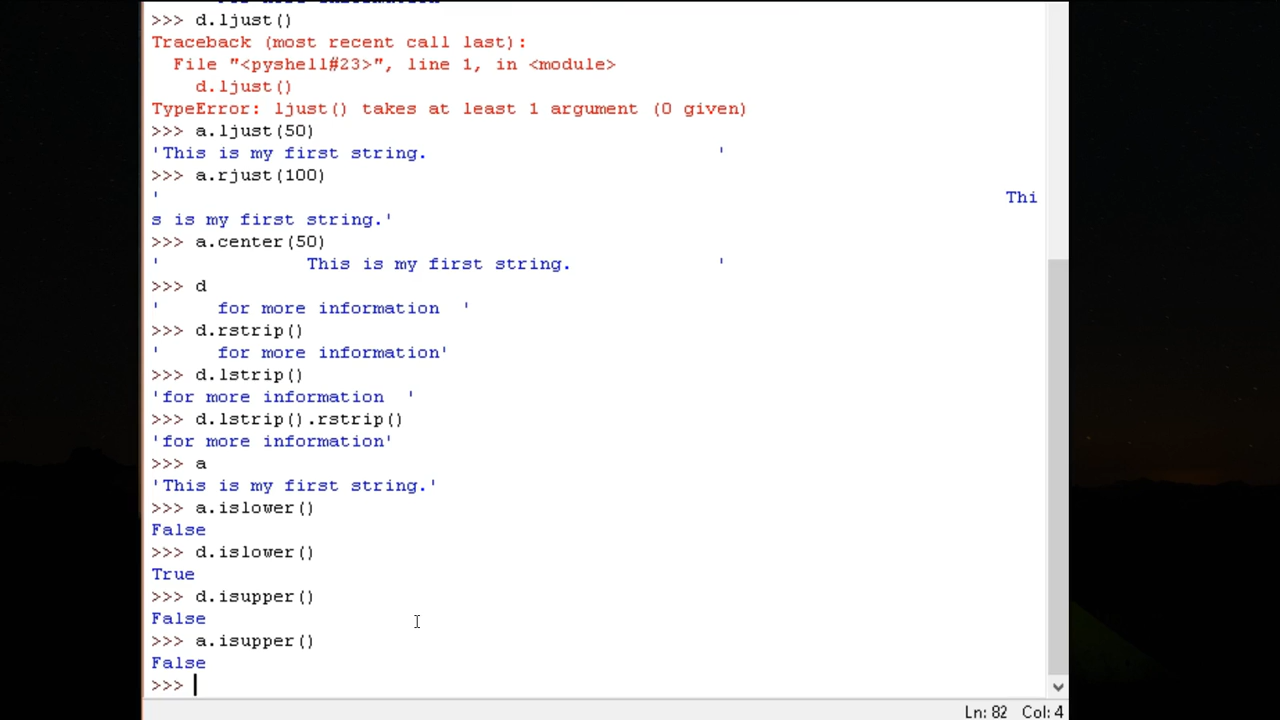 >>> d.ljust()
Traceback (most recent call last):
  File "<pyshell#23>", line 1, in <module>
    d.ljust()
TypeError: ljust() takes at least 1 argument (0 given)
>>> a.ljust(50)
'This is my first string.                           '
>>> a.rjust(100)
'                                                                            Thi
s is my first string.'
>>> a.center(50)
'             This is my first string.             '
>>> d
'     for more information  '
>>> d.rstrip()
'     for more information'
>>> d.lstrip()
'for more information  '
>>> d.lstrip().rstrip()
'for more information'
>>> a
'This is my first string.'
>>> a.islower()
False
>>> d.islower()
True
>>> d.isupper()
False
>>> a.isupper()
False
>>>
Ln: 82 Col: 4